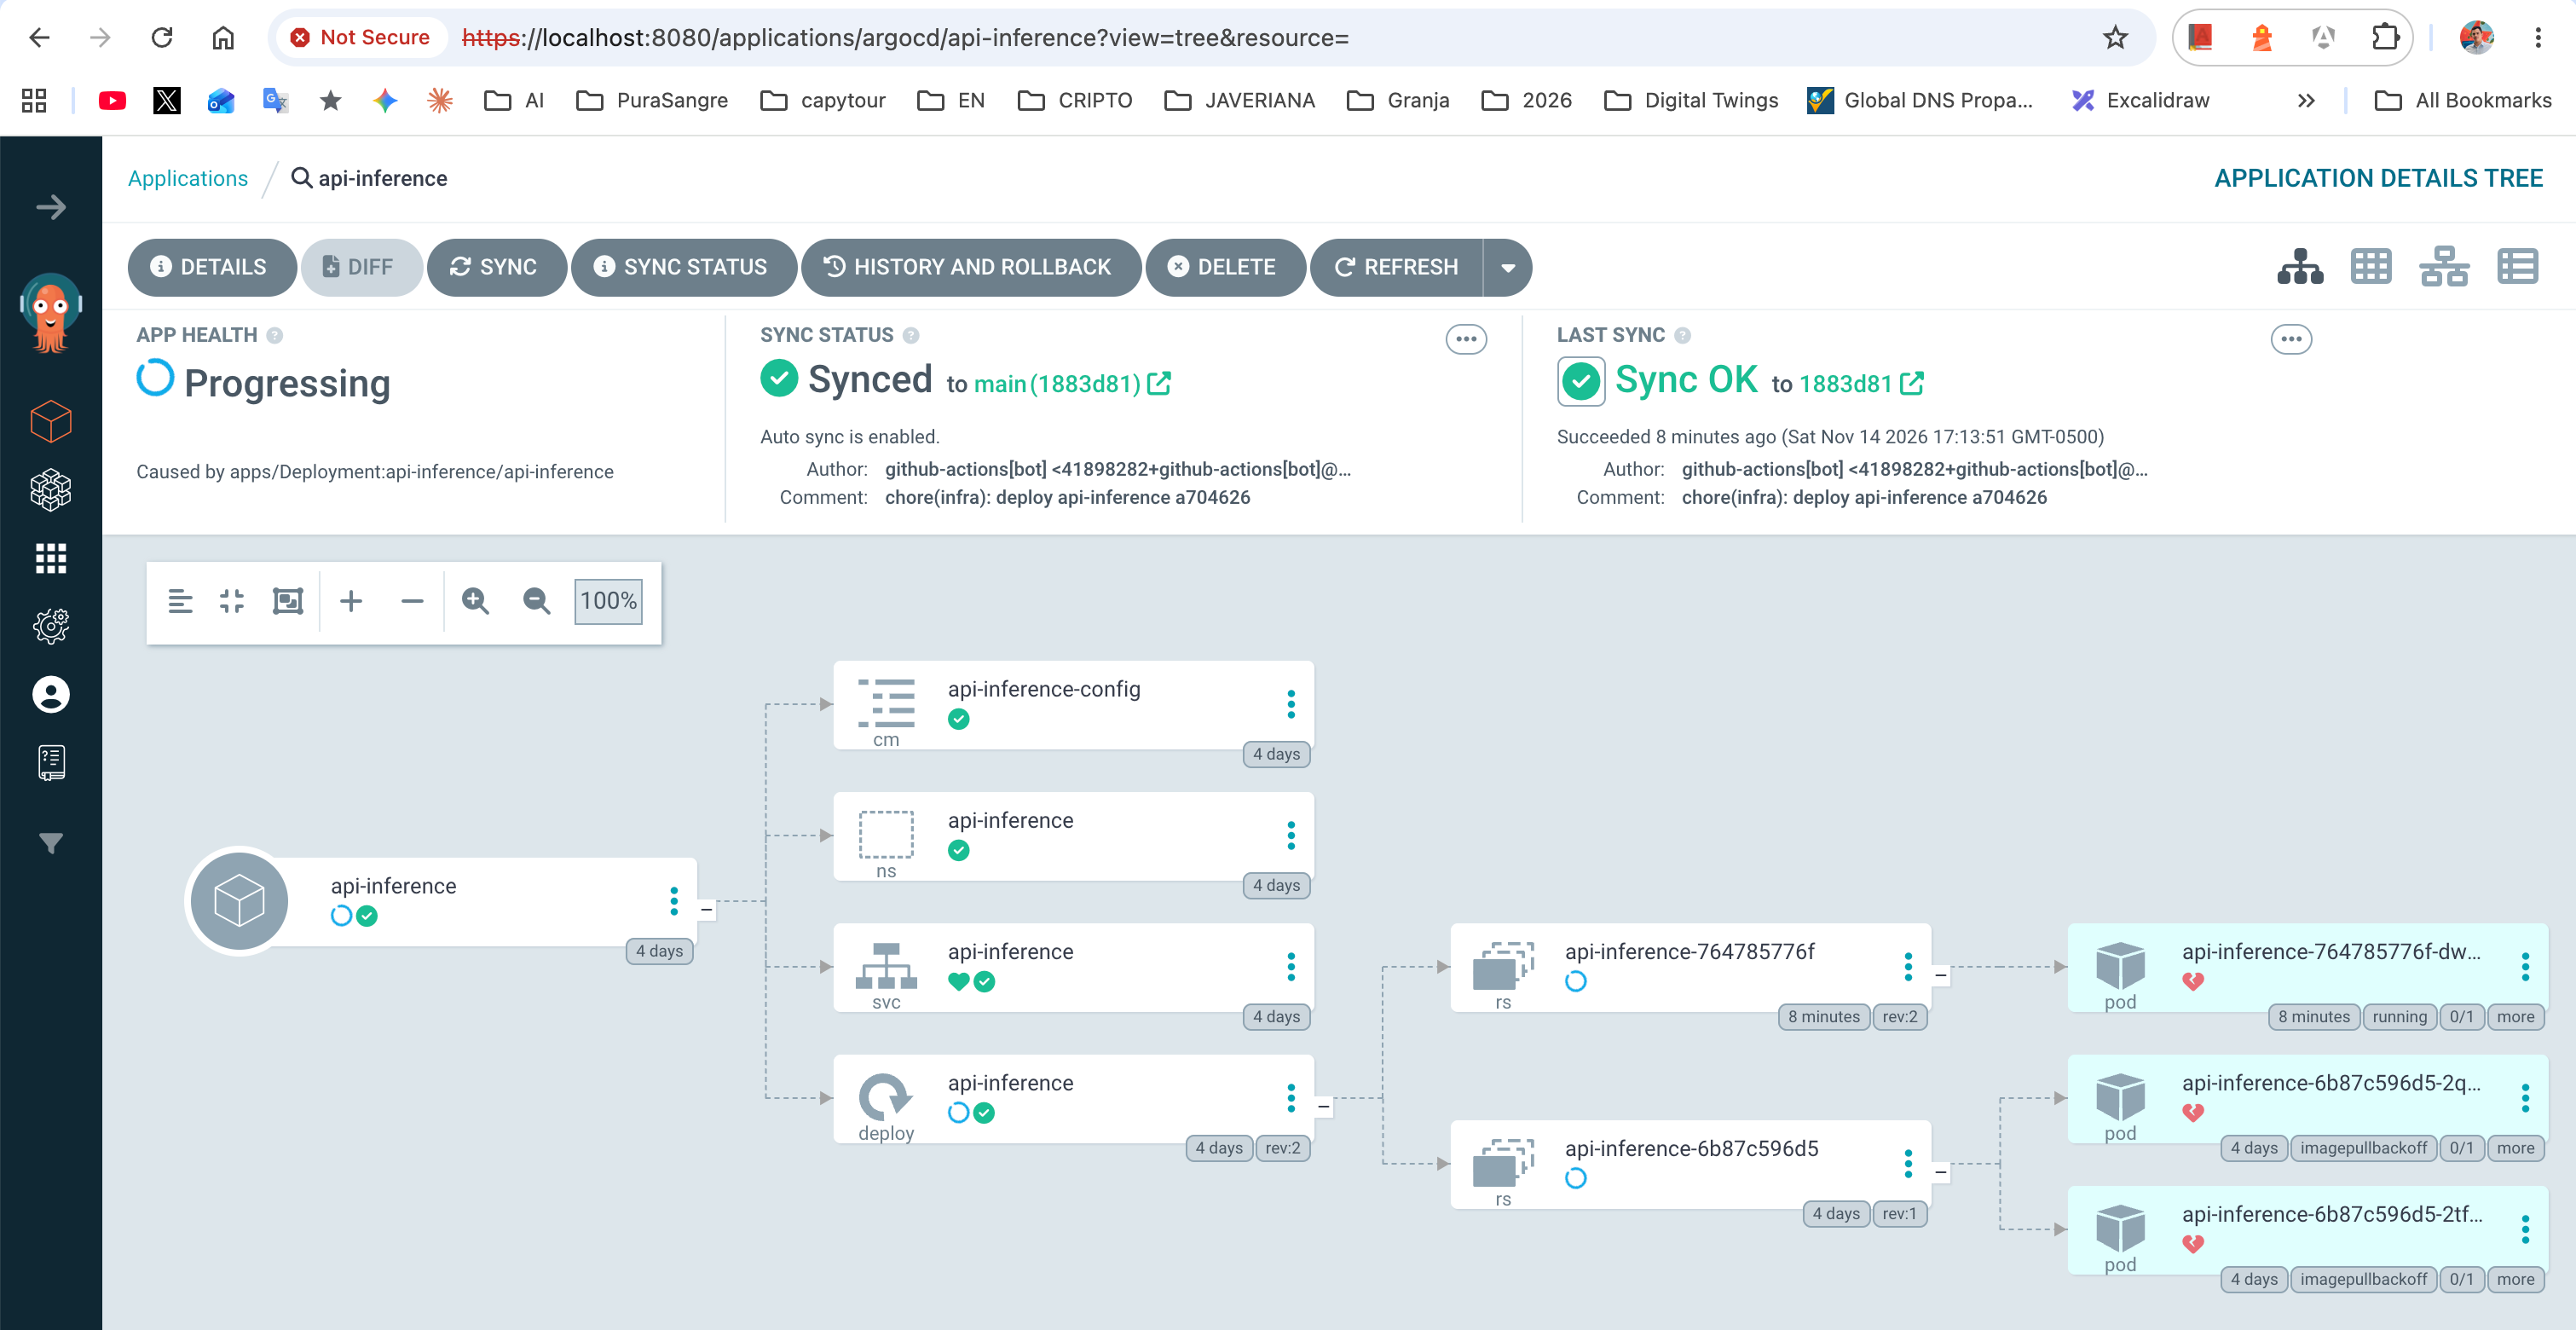 Not Secure https://localhost:8080/applications/argocd/api-inference?view=tree&resource=
AI PuraSangre capytour EN CRIPTO JAVERIANA Granja 2026 Digital Twings Global DNS Propa... Excalidraw All Bookmarks
Applications / api-inference
APPLICATION DETAILS TREE
DETAILS DIFF SYNC SYNC STATUS HISTORY AND ROLLBACK DELETE REFRESH
APP HEALTH
Progressing
Caused by apps/Deployment:api-inference/api-inference
SYNC STATUS
Synced to main (1883d81)
Auto sync is enabled.
Author: github-actions[bot] <41898282+github-actions[bot]@...
Comment: chore(infra): deploy api-inference a704626
LAST SYNC
Sync OK to 1883d81
Succeeded 8 minutes ago (Sat Nov 14 2026 17:13:51 GMT-0500)
Author: github-actions[bot] <41898282+github-actions[bot]@...
Comment: chore(infra): deploy api-inference a704626
100%
api-inference
4 days
api-inference-config
cm
4 days
api-inference
ns
4 days
api-inference
svc
4 days
api-inference
deploy
4 days rev:2
api-inference-764785776f
rs
8 minutes rev:2
api-inference-6b87c596d5
rs
4 days rev:1
api-inference-764785776f-dw...
pod
8 minutes running 0/1 more
api-inference-6b87c596d5-2q...
pod
4 days imagepullbackoff 0/1 more
api-inference-6b87c596d5-2tf...
pod
4 days imagepullbackoff 0/1 more